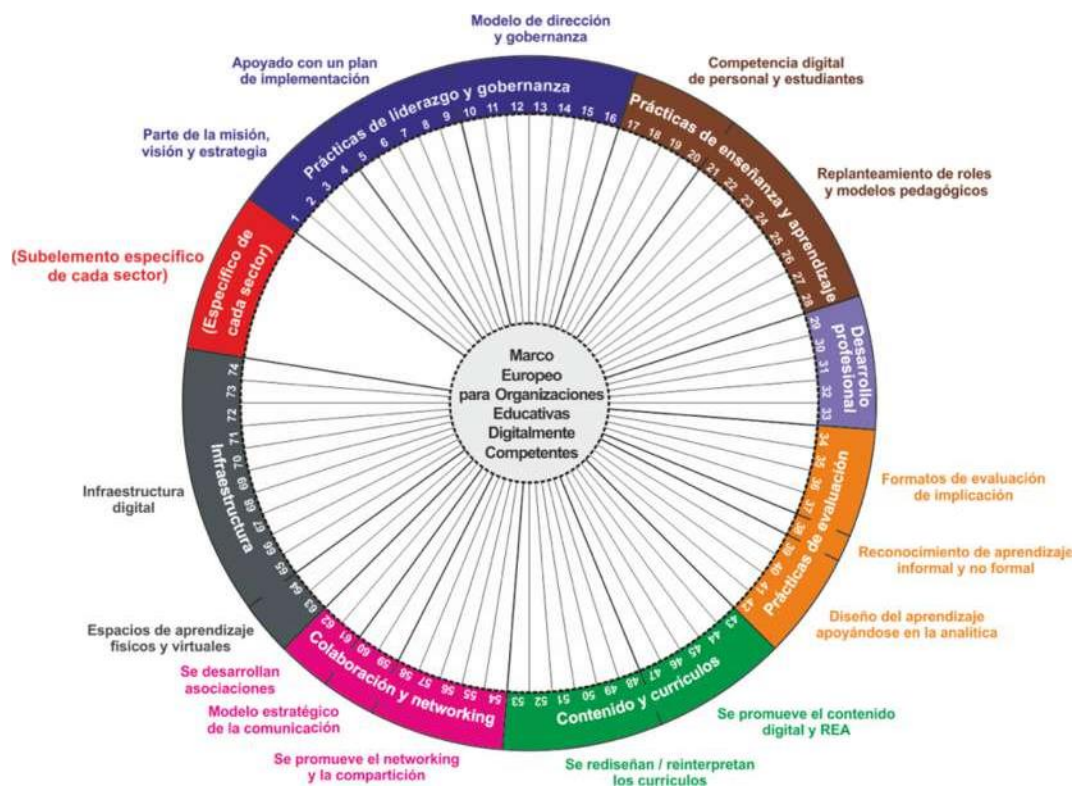 Modelo de dirección
y gobernanza
Apoyado con un plan
de implementación
Parte de la misión,
visión y estrategia
Competencia digital
de personal y estudiantes
Replanteamiento de roles
y modelos pedagógicos
(Subelemento específico
de cada sector)
Prácticas de liderazgo y gobernanza
1 2 3 4 5 6 7 8 9 10 11 12 13 14 15 16
Prácticas de enseñanza y aprendizaje
17 18 19 20 21 22 23 24 25 26 27 28
Desarrollo
profesional
29 30 31 32 33
Prácticas de evaluación
34 35 36 37 38 39 40 41 42
Formatos de evaluación
de implicación
Reconocimiento de aprendizaje
informal y no formal
Diseño del aprendizaje
apoyándose en la analítica
Contenido y currículos
43 44 45 46 47 48 49 50 51 52 53
Se promueve el contenido
digital y REA
Se rediseñan / reinterpretan
los currículos
Colaboración y networking
54 55 56 57 58 59 60 61 62
Se promueve el networking
y la compartición
Modelo estratégico
de la comunicación
Se desarrollan
asociaciones
Infraestructura
63 64 65 66 67 68 69 70 71 72 73 74
Espacios de aprendizaje
físicos y virtuales
Infraestructura
digital
(Específico de
cada sector)
Marco
Europeo
para Organizaciones
Educativas
Digitalmente
Competentes